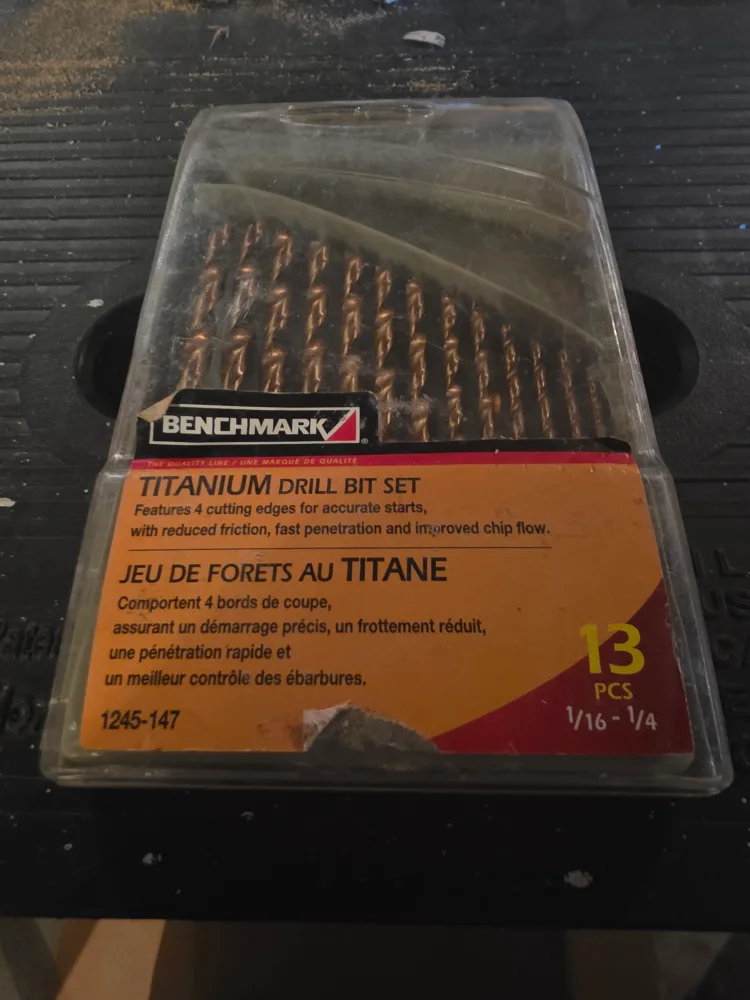 BENCHMARK
THE QUALITY LINE / UNE MARQUE DE QUALITÉ
TITANIUM DRILL BIT SET
Features 4 cutting edges for accurate starts,
with reduced friction, fast penetration and improved chip flow.
JEU DE FORETS AU TITANE
Comportent 4 bords de coupe,
assurant un démarrage précis, un frottement réduit,
une pénétration rapide et
un meilleur contrôle des ébarbures.
13
PCS
1245-147
1/16 - 1/4